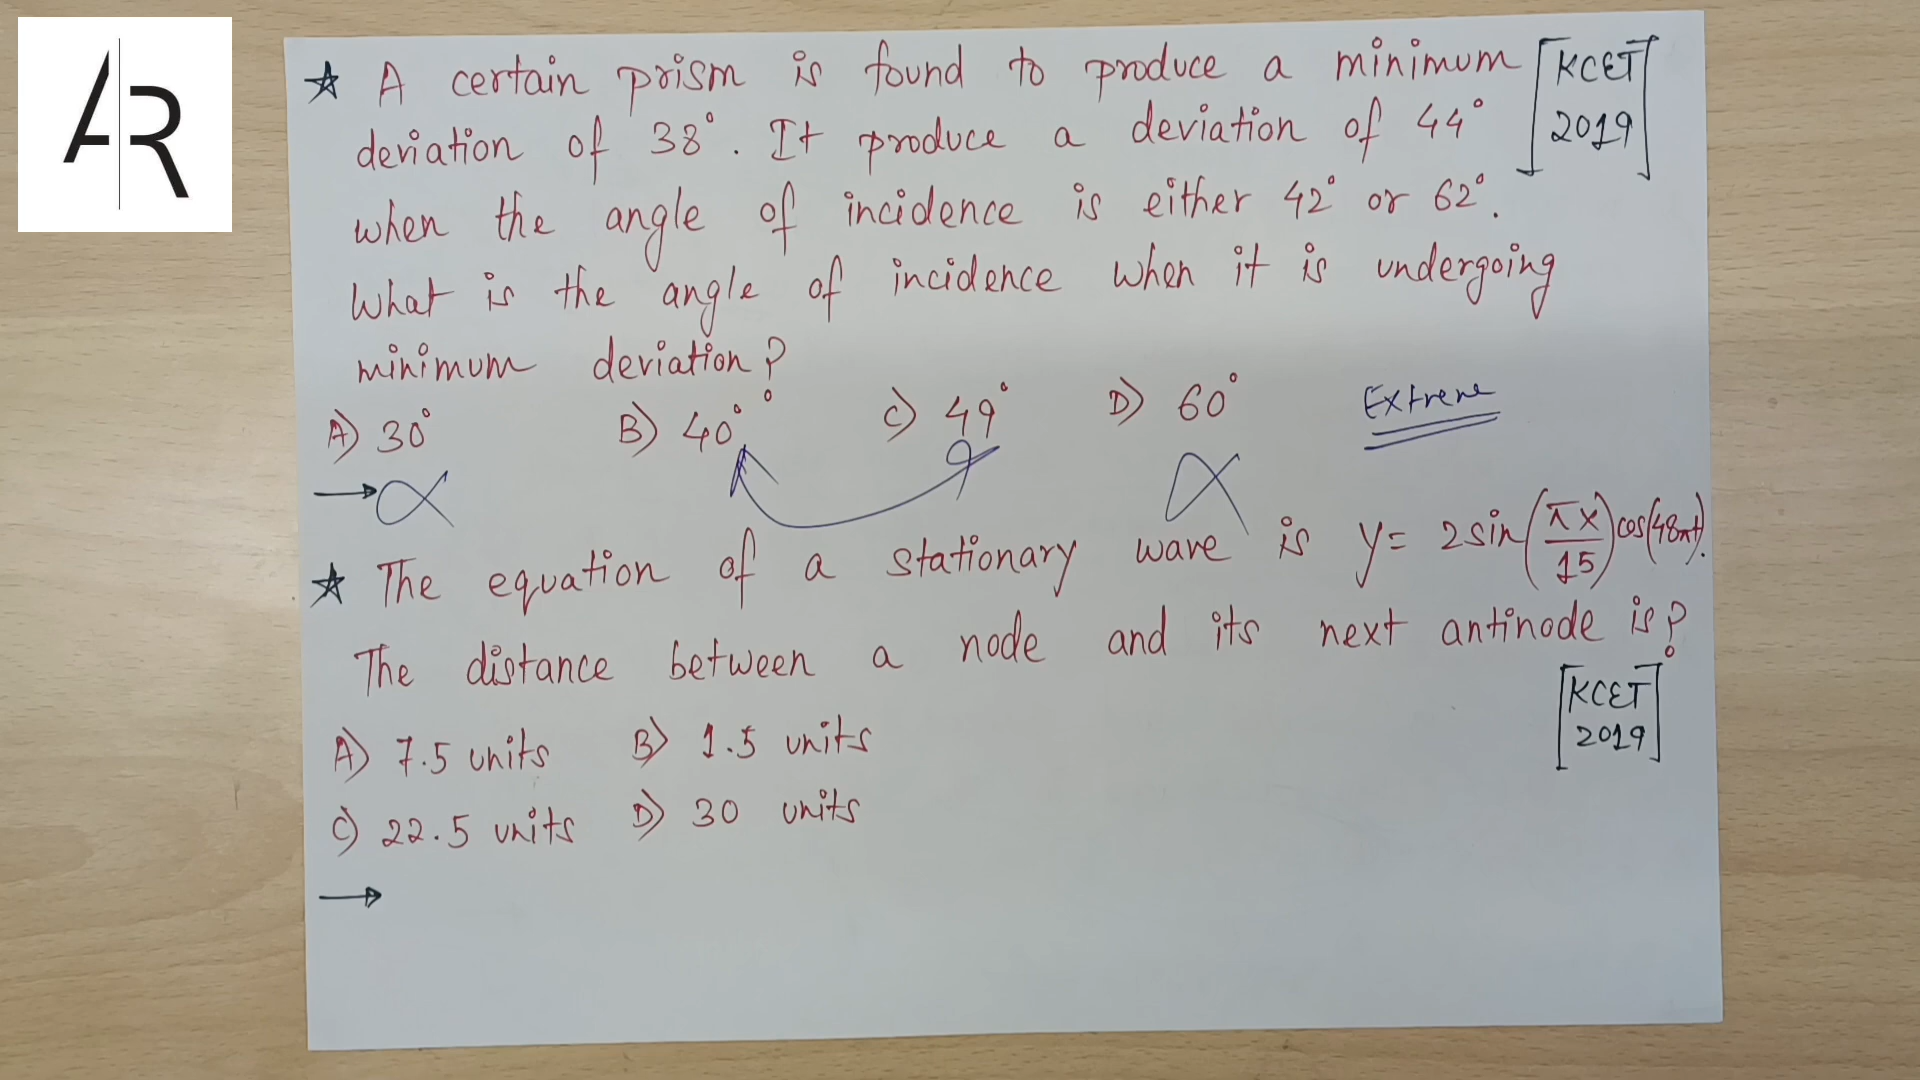 AR
☆ A certain prism is found to produce a minimum [KCET
deviation of 38°. It produce a deviation of 44° 2019]
when the angle of incidence is either 42° or 62°.
What is the angle of incidence when it is undergoing
minimum deviation?
A) 30° B) 40° C) 49° D) 60° Extreme
→
☆ The equation of a stationary wave is y= 2sin(πx/15)cos(48πt).
The distance between a node and its next antinode is?
[KCET
2019]
A) 7.5 units B) 1.5 units
C) 22.5 units D) 30 units
→